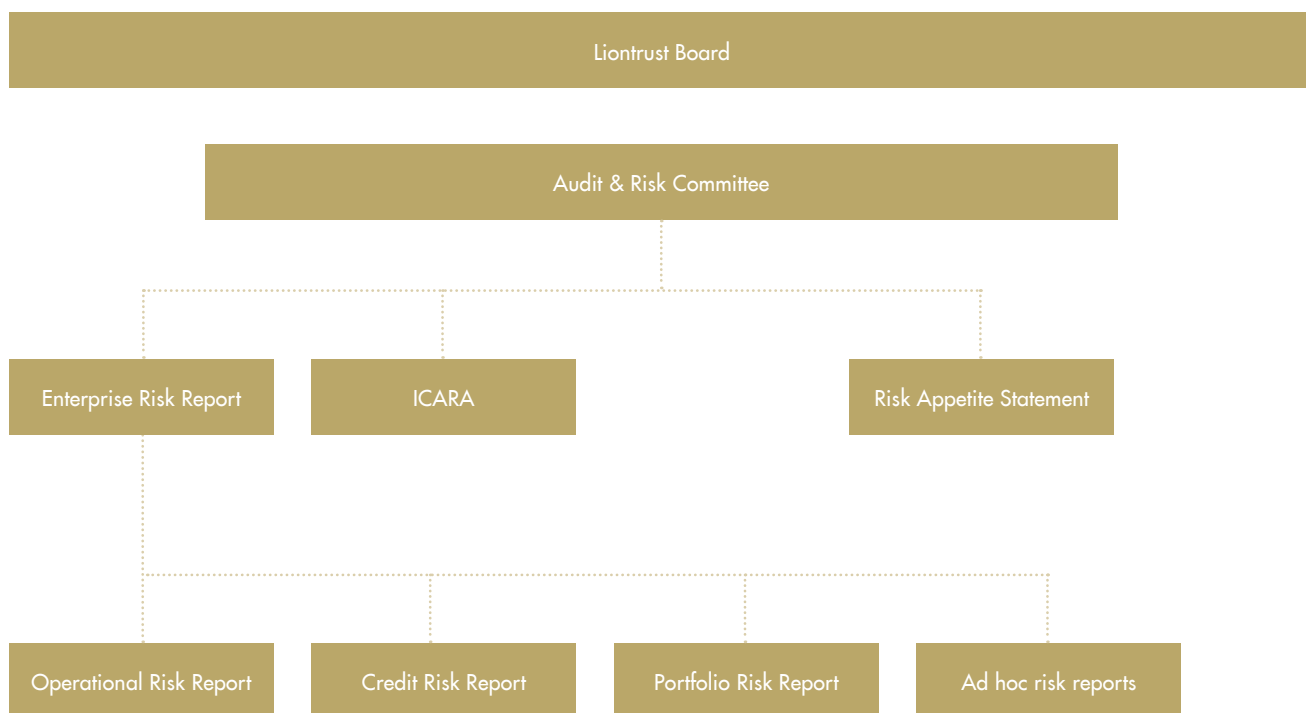 Liontrust Board
Audit & Risk Committee
Enterprise Risk Report
ICARA
Risk Appetite Statement
Operational Risk Report
Credit Risk Report
Portfolio Risk Report
Ad hoc risk reports